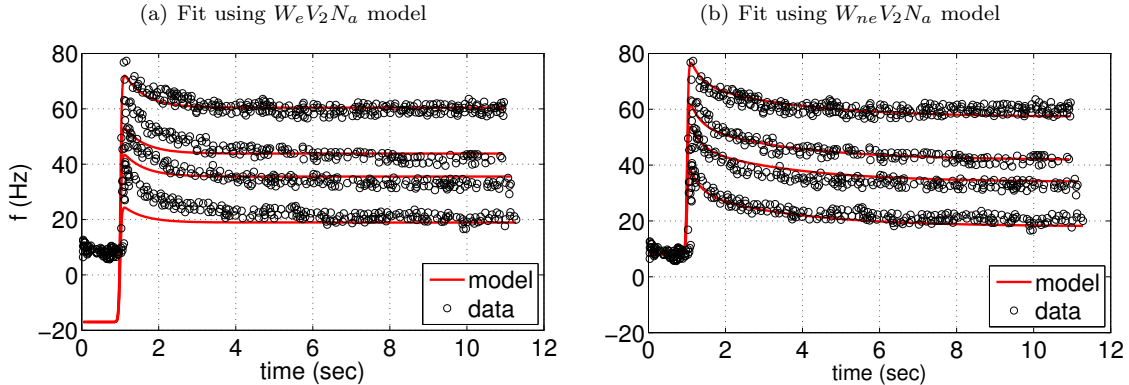 (a) Fit using WₑV₂Nₐ model
80
60
40
20
0
−20
f (Hz)
0 2 4 6 8 10 12
time (sec)
model
data
(b) Fit using WₙₑV₂Nₐ model
80
60
40
20
0
−20
0 2 4 6 8 10 12
time (sec)
model
data